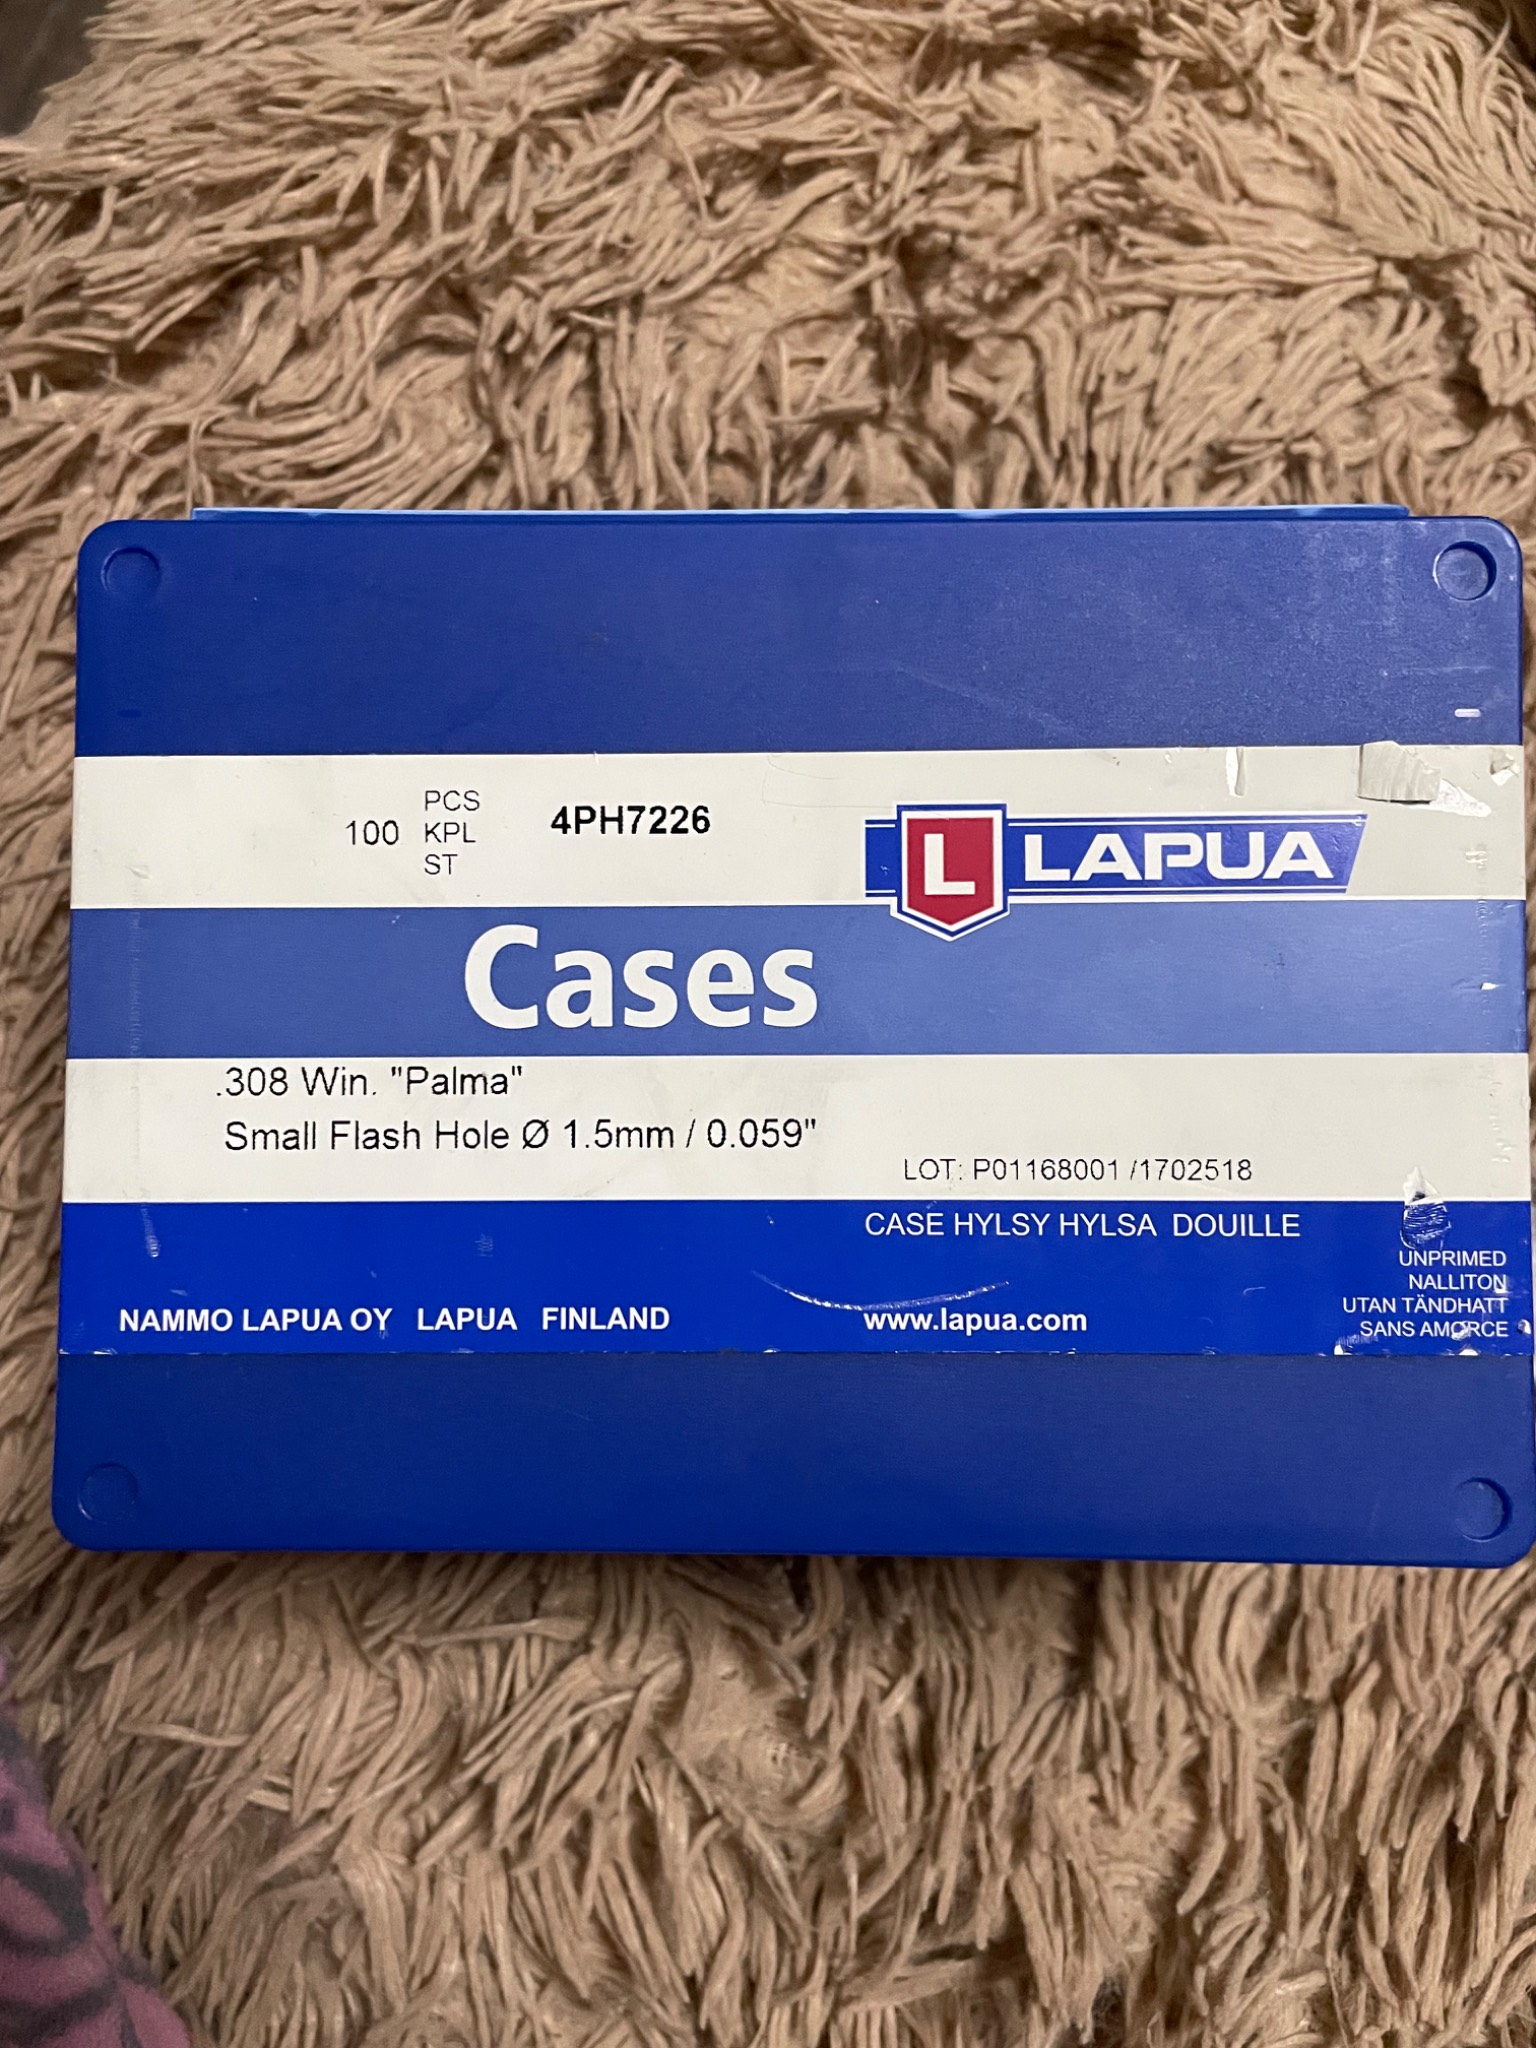 100 PCS
KPL
ST
4PH7226
L LAPUA
Cases
.308 Win. "Palma"
Small Flash Hole Ø 1.5mm / 0.059"
LOT: P01168001 /1702518
CASE HYLSY HYLSA DOUILLE
UNPRIMED
NALLITON
UTAN TÄNDHATT
SANS AMORCE
NAMMO LAPUA OY LAPUA FINLAND
www.lapua.com